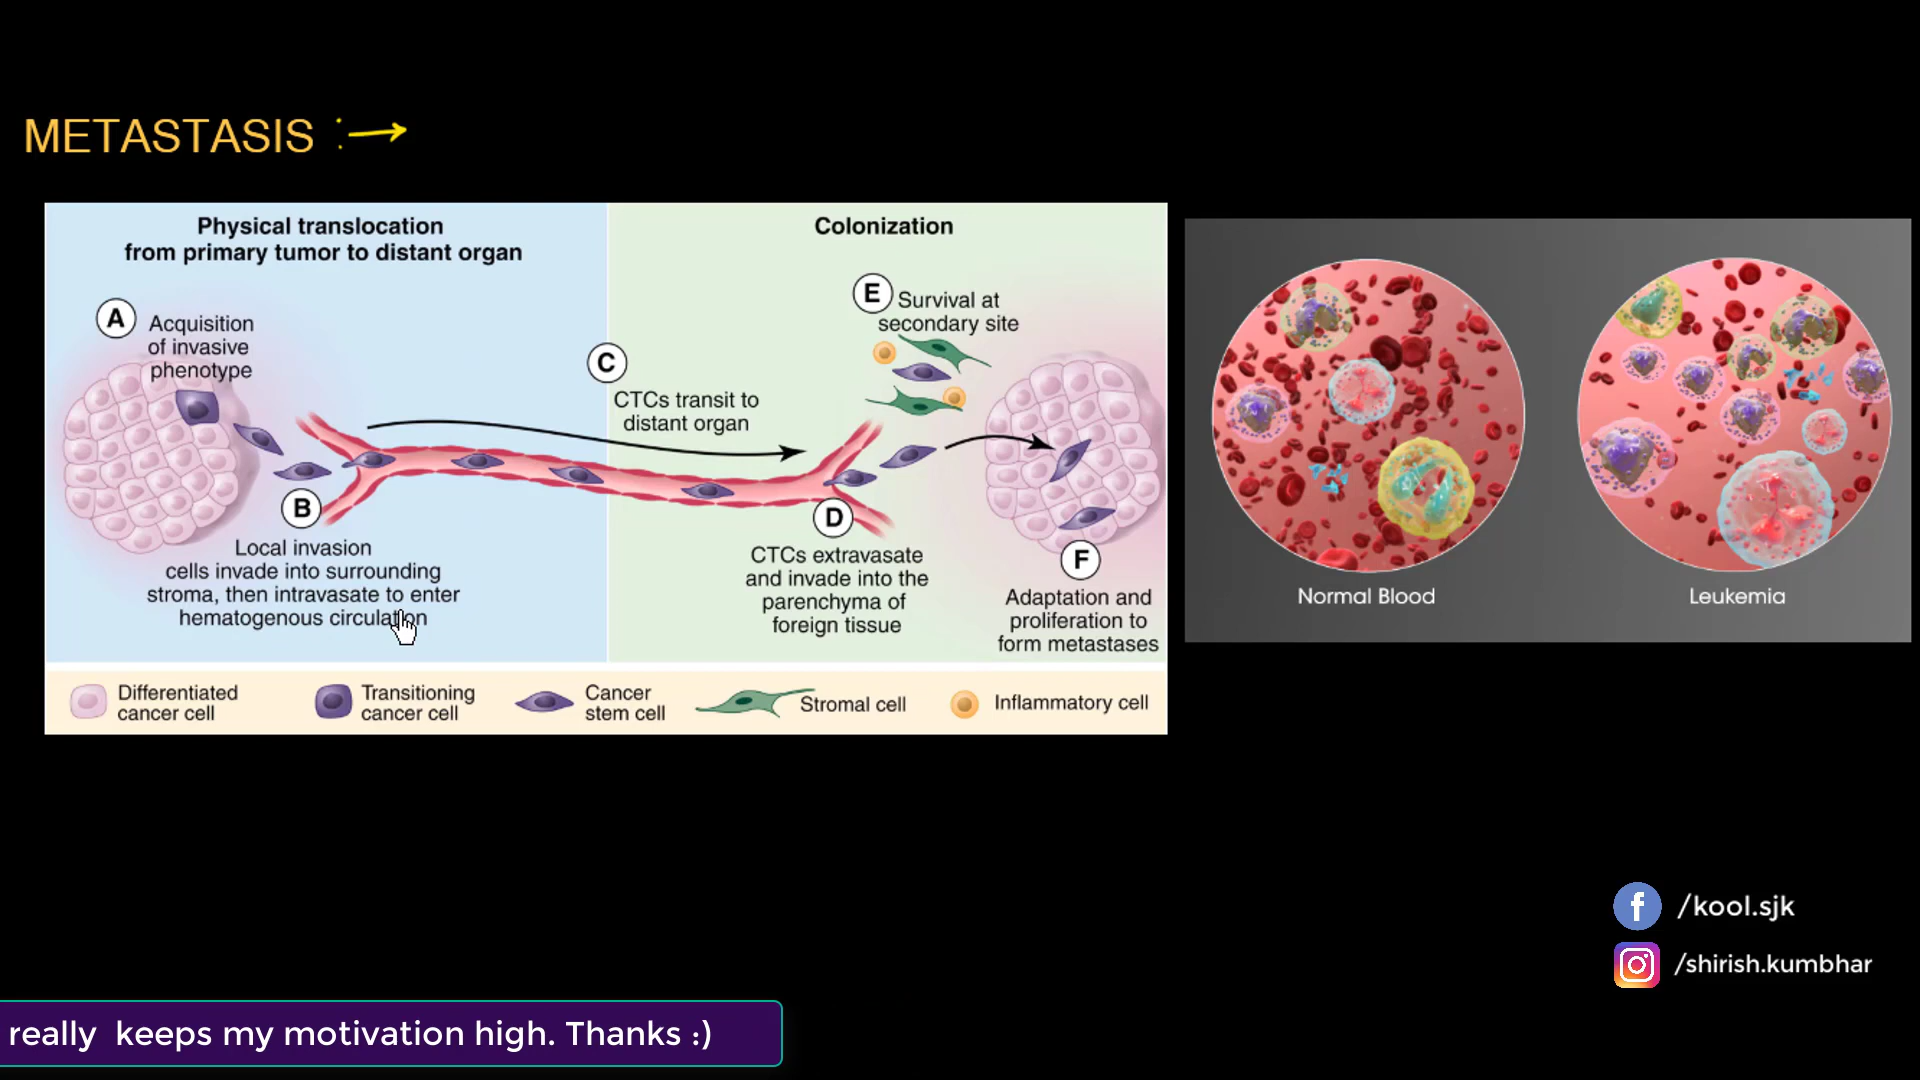 METASTASIS :→
Physical translocation
from primary tumor to distant organ
Colonization
A
Acquisition
of invasive
phenotype
B
Local invasion
cells invade into surrounding
stroma, then intravasate to enter
hematogenous circulation
C
CTCs transit to
distant organ
D
CTCs extravasate
and invade into the
parenchyma of
foreign tissue
E
Survival at
secondary site
F
Adaptation and
proliferation to
form metastases
Differentiated
cancer cell
Transitioning
cancer cell
Cancer
stem cell
Stromal cell
Inflammatory cell
Normal Blood
Leukemia
f /kool.sjk
/shirish.kumbhar
really keeps my motivation high. Thanks :)